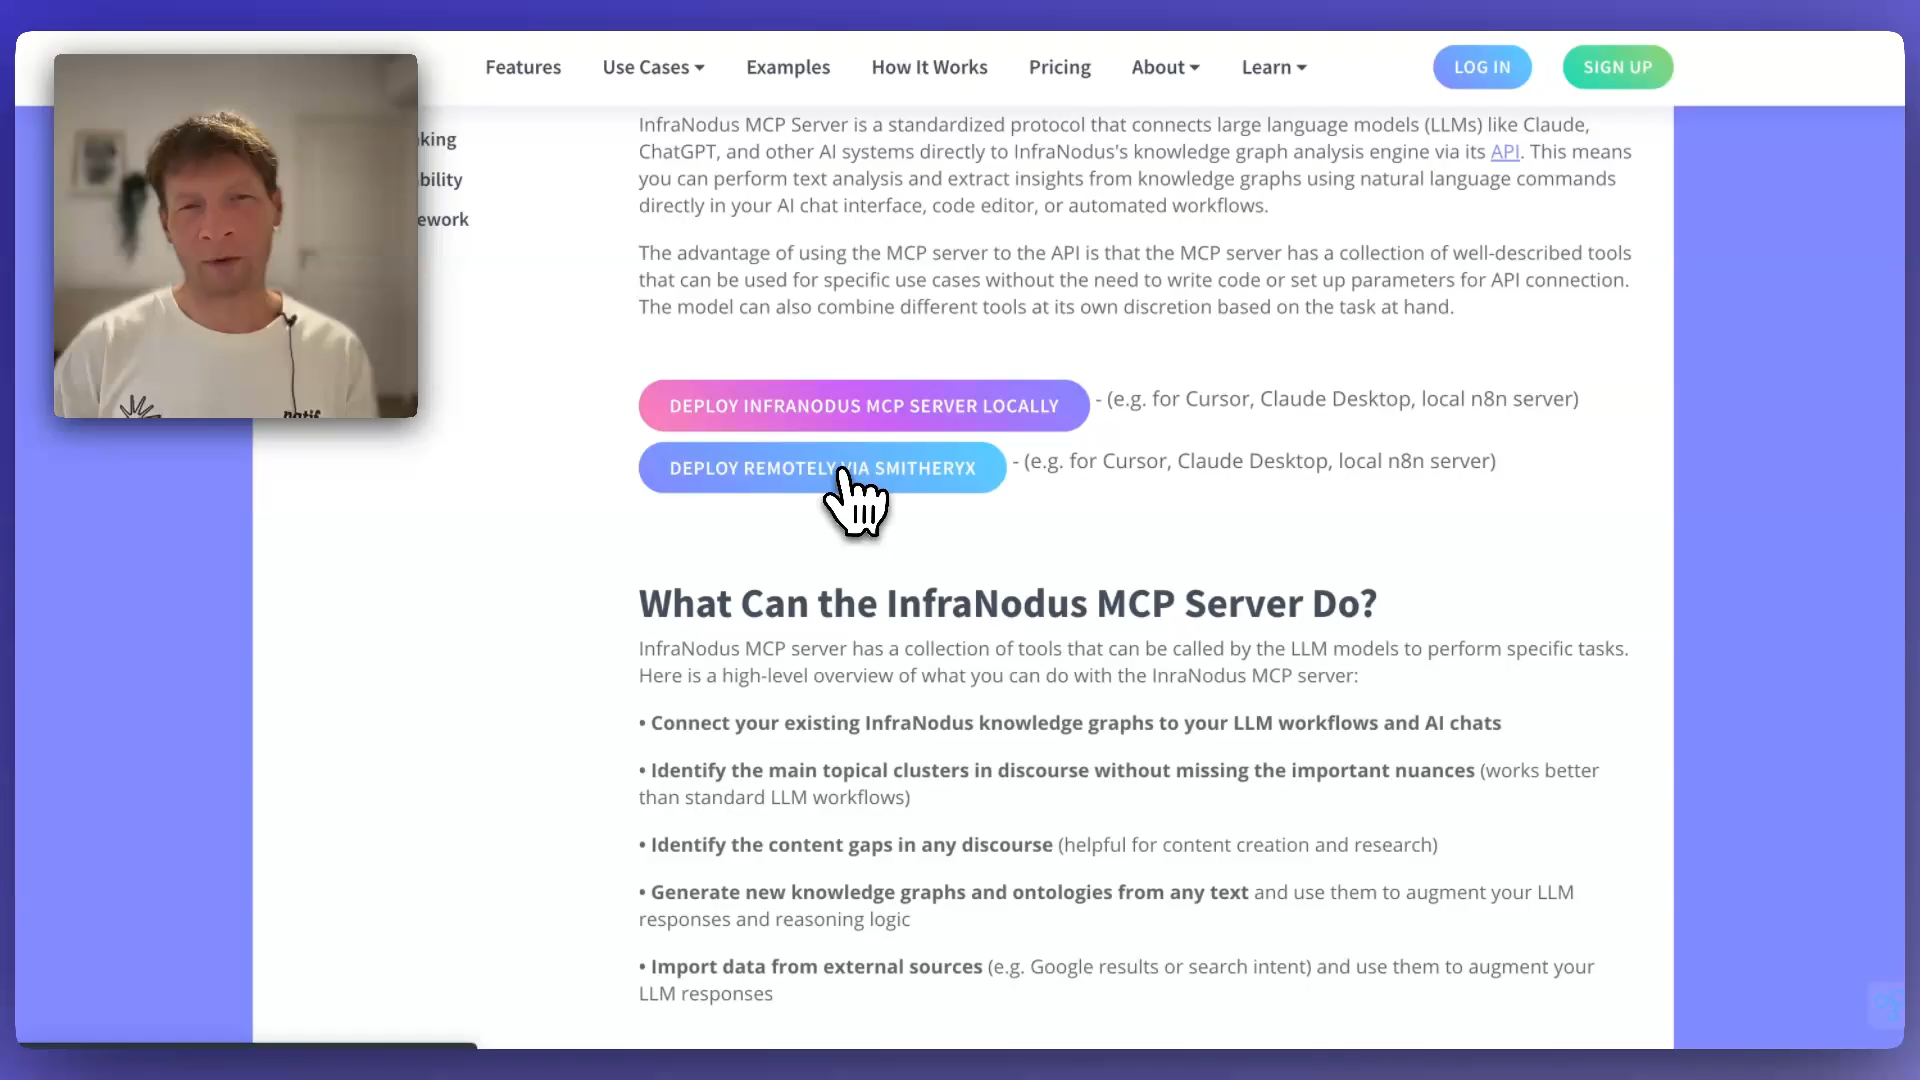 Features Use Cases Examples How It Works Pricing About Learn LOG IN SIGN UP
king
bility
ework
InfraNodus MCP Server is a standardized protocol that connects large language models (LLMs) like Claude,
ChatGPT, and other AI systems directly to InfraNodus's knowledge graph analysis engine via its API. This means
you can perform text analysis and extract insights from knowledge graphs using natural language commands
directly in your AI chat interface, code editor, or automated workflows.
The advantage of using the MCP server to the API is that the MCP server has a collection of well-described tools
that can be used for specific use cases without the need to write code or set up parameters for API connection.
The model can also combine different tools at its own discretion based on the task at hand.
DEPLOY INFRANODUS MCP SERVER LOCALLY - (e.g. for Cursor, Claude Desktop, local n8n server)
DEPLOY REMOTELY VIA SMITHERYX - (e.g. for Cursor, Claude Desktop, local n8n server)
What Can the InfraNodus MCP Server Do?
InfraNodus MCP server has a collection of tools that can be called by the LLM models to perform specific tasks.
Here is a high-level overview of what you can do with the InraNodus MCP server:
• Connect your existing InfraNodus knowledge graphs to your LLM workflows and AI chats
• Identify the main topical clusters in discourse without missing the important nuances (works better
than standard LLM workflows)
• Identify the content gaps in any discourse (helpful for content creation and research)
• Generate new knowledge graphs and ontologies from any text and use them to augment your LLM
responses and reasoning logic
• Import data from external sources (e.g. Google results or search intent) and use them to augment your
LLM responses